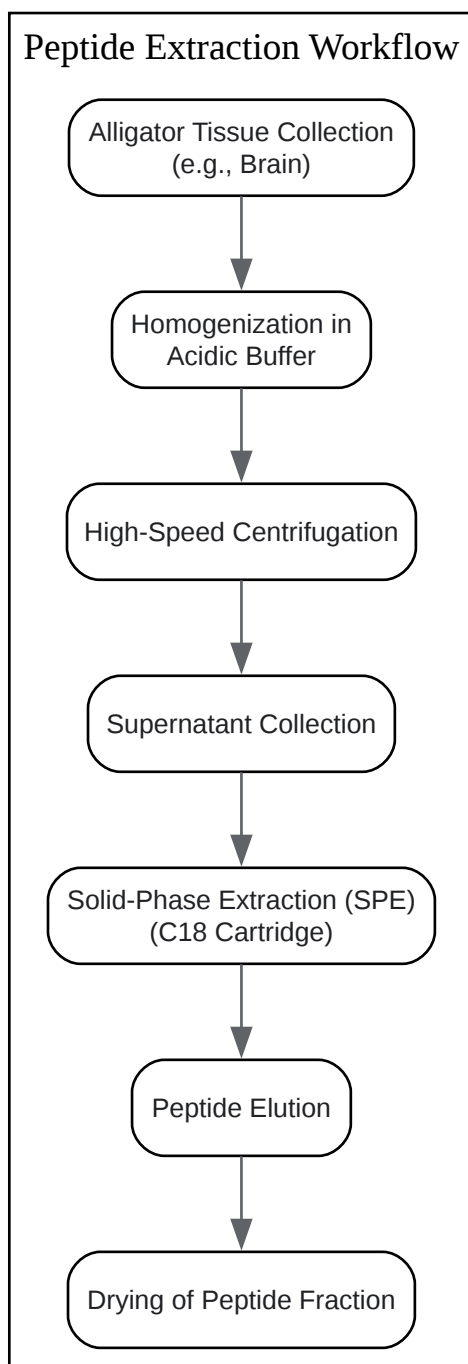 Peptide Extraction Workflow
Alligator Tissue Collection
(e.g., Brain)
Homogenization in
Acidic Buffer
High-Speed Centrifugation
Supernatant Collection
Solid-Phase Extraction (SPE)
(C18 Cartridge)
Peptide Elution
Drying of Peptide Fraction